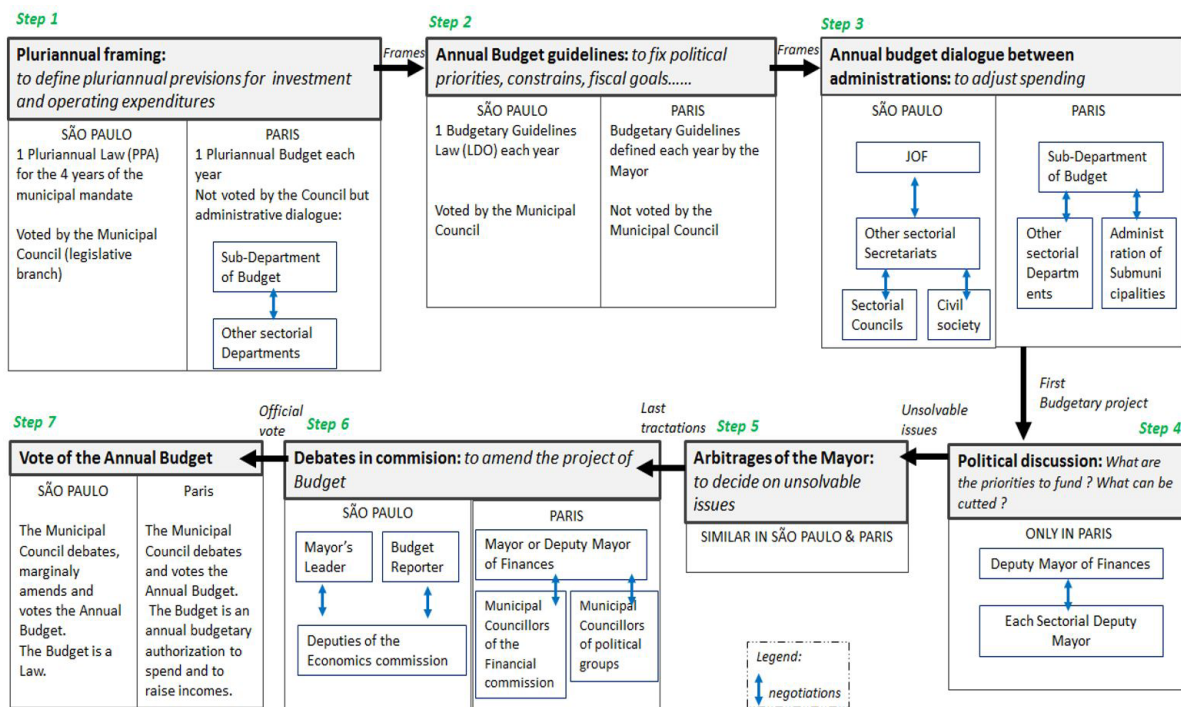 Step 1
Pluriannual framing:
to define pluriannual previsions for investment
and operating expenditures
SÃO PAULO
1 Pluriannual Law (PPA)
for the 4 years of the
municipal mandate
Voted by the Municipal
Council (legislative
branch)
PARIS
1 Pluriannual Budget each
year
Not voted by the Council but
administrative dialogue:
Sub-Department
of Budget
Other sectorial
Departments
Frames
Step 2
Annual Budget guidelines: to fix political
priorities, constrains, fiscal goals......
SÃO PAULO
1 Budgetary Guidelines
Law (LDO) each year
Voted by the Municipal
Council
PARIS
Budgetary Guidelines
defined each year by the
Mayor
Not voted by the
Municipal Council
Frames
Step 3
Annual budget dialogue between
administrations: to adjust spending
SÃO PAULO
JOF
Other sectorial
Secretariats
Sectorial
Councils
Civil
society
PARIS
Sub-Department
of Budget
Other
sectorial
Departm
ents
Administ
ration of
Submuni
cipalities
First
Budgetary project
Step 4
Political discussion: What are
the priorities to fund ? What can be
cutted ?
ONLY IN PARIS
Deputy Mayor of Finances
Each Sectorial Deputy
Mayor
Unsolvable
issues
Step 5
Arbitrages of the Mayor:
to decide on unsolvable
issues
SIMILAR IN SÃO PAULO & PARIS
Last
tractations
Step 6
Debates in commision: to amend the project of
Budget
SÃO PAULO
Mayor's
Leader
Budget
Reporter
Deputies of the
Economics commission
PARIS
Mayor or Deputy Mayor
of Finances
Municipal
Councillors
of the
Financial
commission
Municipal
Councillors
of political
groups
Official
vote
Step 7
Vote of the Annual Budget
SÃO PAULO
The Municipal
Council debates,
marginaly
amends and
votes the Annual
Budget.
The Budget is a
Law.
Paris
The Municipal
Council debates
and votes the
Annual Budget.
The Budget is an
annual budgetary
authorization to
spend and to
raise incomes.
Legend:
negotiations